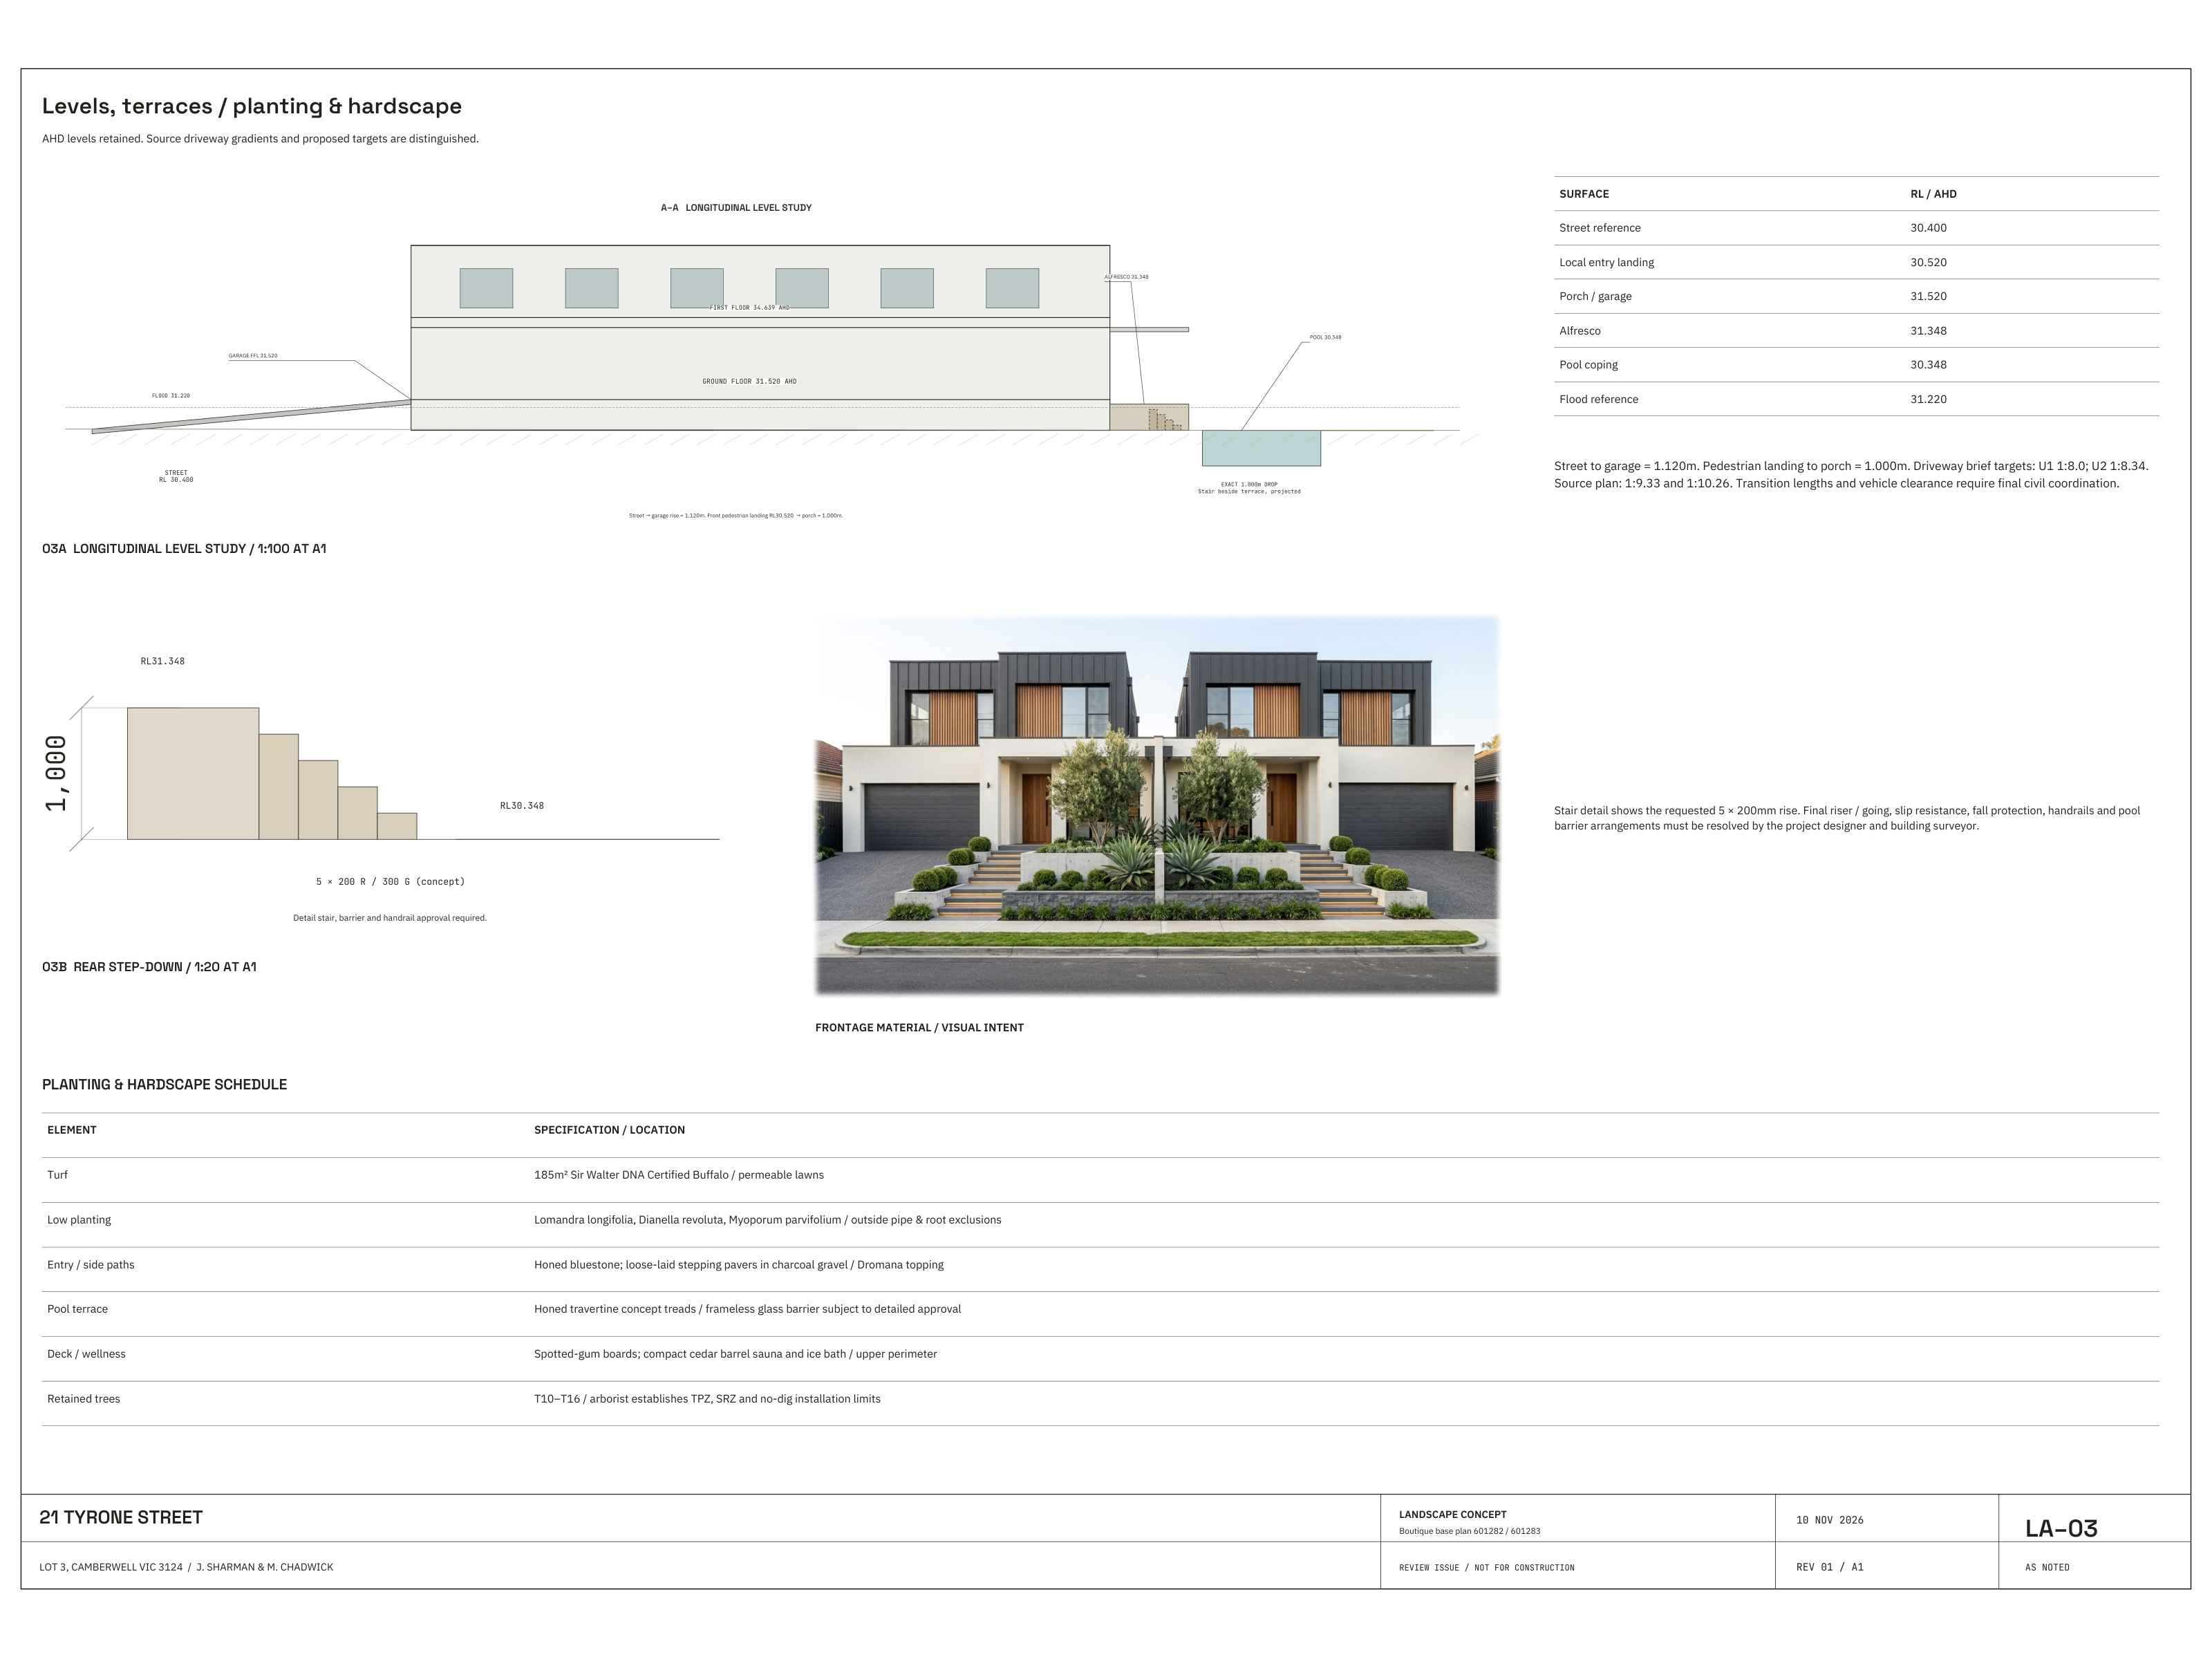 Levels, terraces / planting & hardscape
AHD levels retained. Source driveway gradients and proposed targets are distinguished.
A–A LONGITUDINAL LEVEL STUDY
ALFRESCO 31.348
FIRST FLOOR 34.639 AHD
POOL 30.348
GARAGE FFL 31.520
GROUND FLOOR 31.520 AHD
FLOOD 31.220
STREET
RL 30.400
EXACT 1.000m DROP
Stair beside terrace, projected
Street → garage rise = 1.120m. Front pedestrian landing RL30.520 → porch = 1.000m.
03A LONGITUDINAL LEVEL STUDY / 1:100 AT A1
SURFACE RL / AHD
Street reference 30.400
Local entry landing 30.520
Porch / garage 31.520
Alfresco 31.348
Pool coping 30.348
Flood reference 31.220
Street to garage = 1.120m. Pedestrian landing to porch = 1.000m. Driveway brief targets: U1 1:8.0; U2 1:8.34.
Source plan: 1:9.33 and 1:10.26. Transition lengths and vehicle clearance require final civil coordination.
RL31.348
1,000
RL30.348
5 × 200 R / 300 G (concept)
Detail stair, barrier and handrail approval required.
03B REAR STEP-DOWN / 1:20 AT A1
FRONTAGE MATERIAL / VISUAL INTENT
Stair detail shows the requested 5 × 200mm rise. Final riser / going, slip resistance, fall protection, handrails and pool
barrier arrangements must be resolved by the project designer and building surveyor.
PLANTING & HARDSCAPE SCHEDULE
ELEMENT SPECIFICATION / LOCATION
Turf 185m² Sir Walter DNA Certified Buffalo / permeable lawns
Low planting Lomandra longifolia, Dianella revoluta, Myoporum parvifolium / outside pipe & root exclusions
Entry / side paths Honed bluestone; loose-laid stepping pavers in charcoal gravel / Dromana topping
Pool terrace Honed travertine concept treads / frameless glass barrier subject to detailed approval
Deck / wellness Spotted-gum boards; compact cedar barrel sauna and ice bath / upper perimeter
Retained trees T10–T16 / arborist establishes TPZ, SRZ and no-dig installation limits
21 TYRONE STREET
LOT 3, CAMBERWELL VIC 3124 / J. SHARMAN & M. CHADWICK
LANDSCAPE CONCEPT
Boutique base plan 601282 / 601283
REVIEW ISSUE / NOT FOR CONSTRUCTION
10 NOV 2026
REV 01 / A1
LA–03
AS NOTED